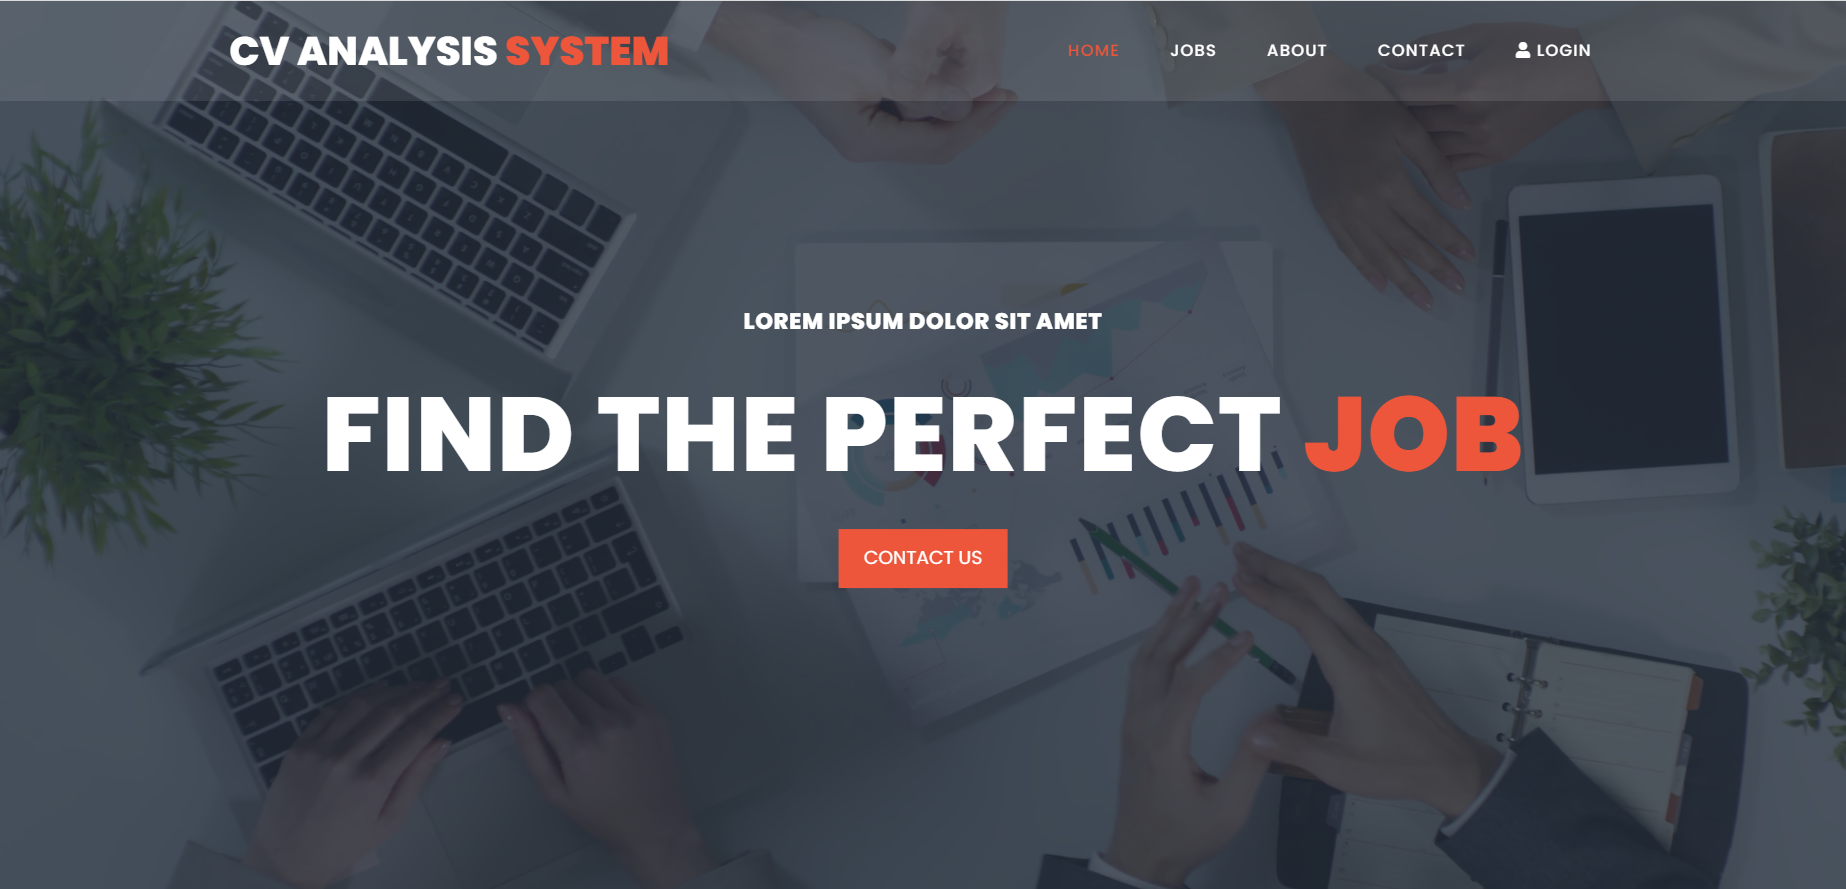 CV ANALYSIS SYSTEM
HOME JOBS ABOUT CONTACT LOGIN
LOREM IPSUM DOLOR SIT AMET
FIND THE PERFECT JOB
CONTACT US